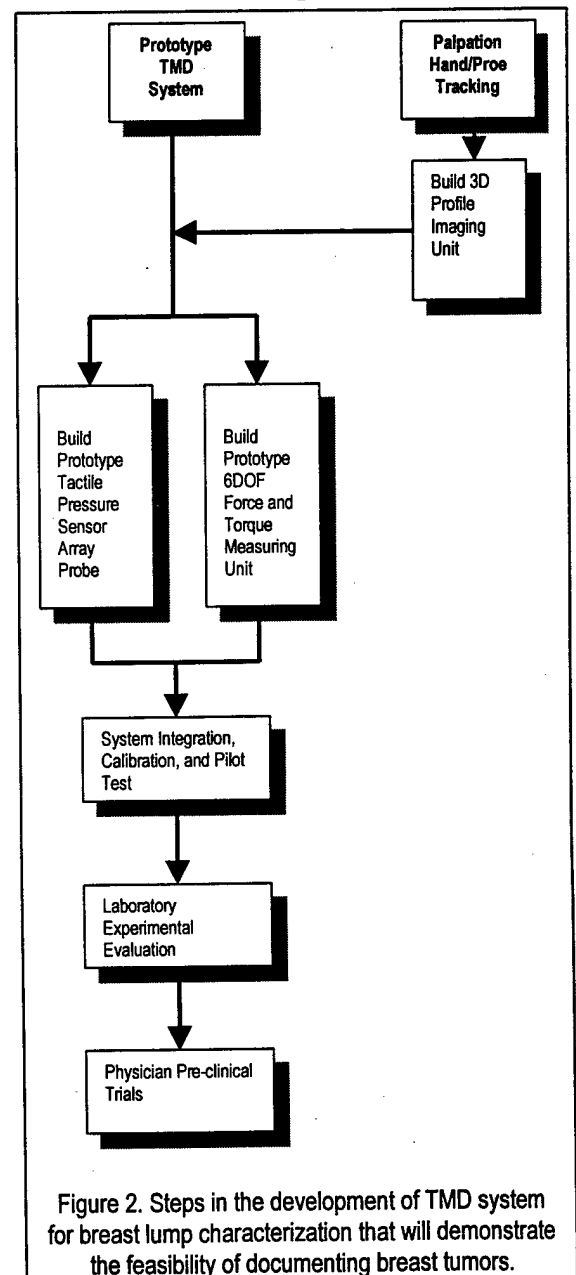 Prototype
TMD
System
Palpation
Hand/Proe
Tracking
Build 3D
Profile
Imaging
Unit
Build
Prototype
Tactile
Pressure
Sensor
Array
Probe
Build
Prototype
6DOF
Force and
Torque
Measuring
Unit
System Integration,
Calibration, and Pilot
Test
Laboratory
Experimental
Evaluation
Physician Pre-clinical
Trials
Figure 2. Steps in the development of TMD system
for breast lump characterization that will demonstrate
the feasibility of documenting breast tumors.